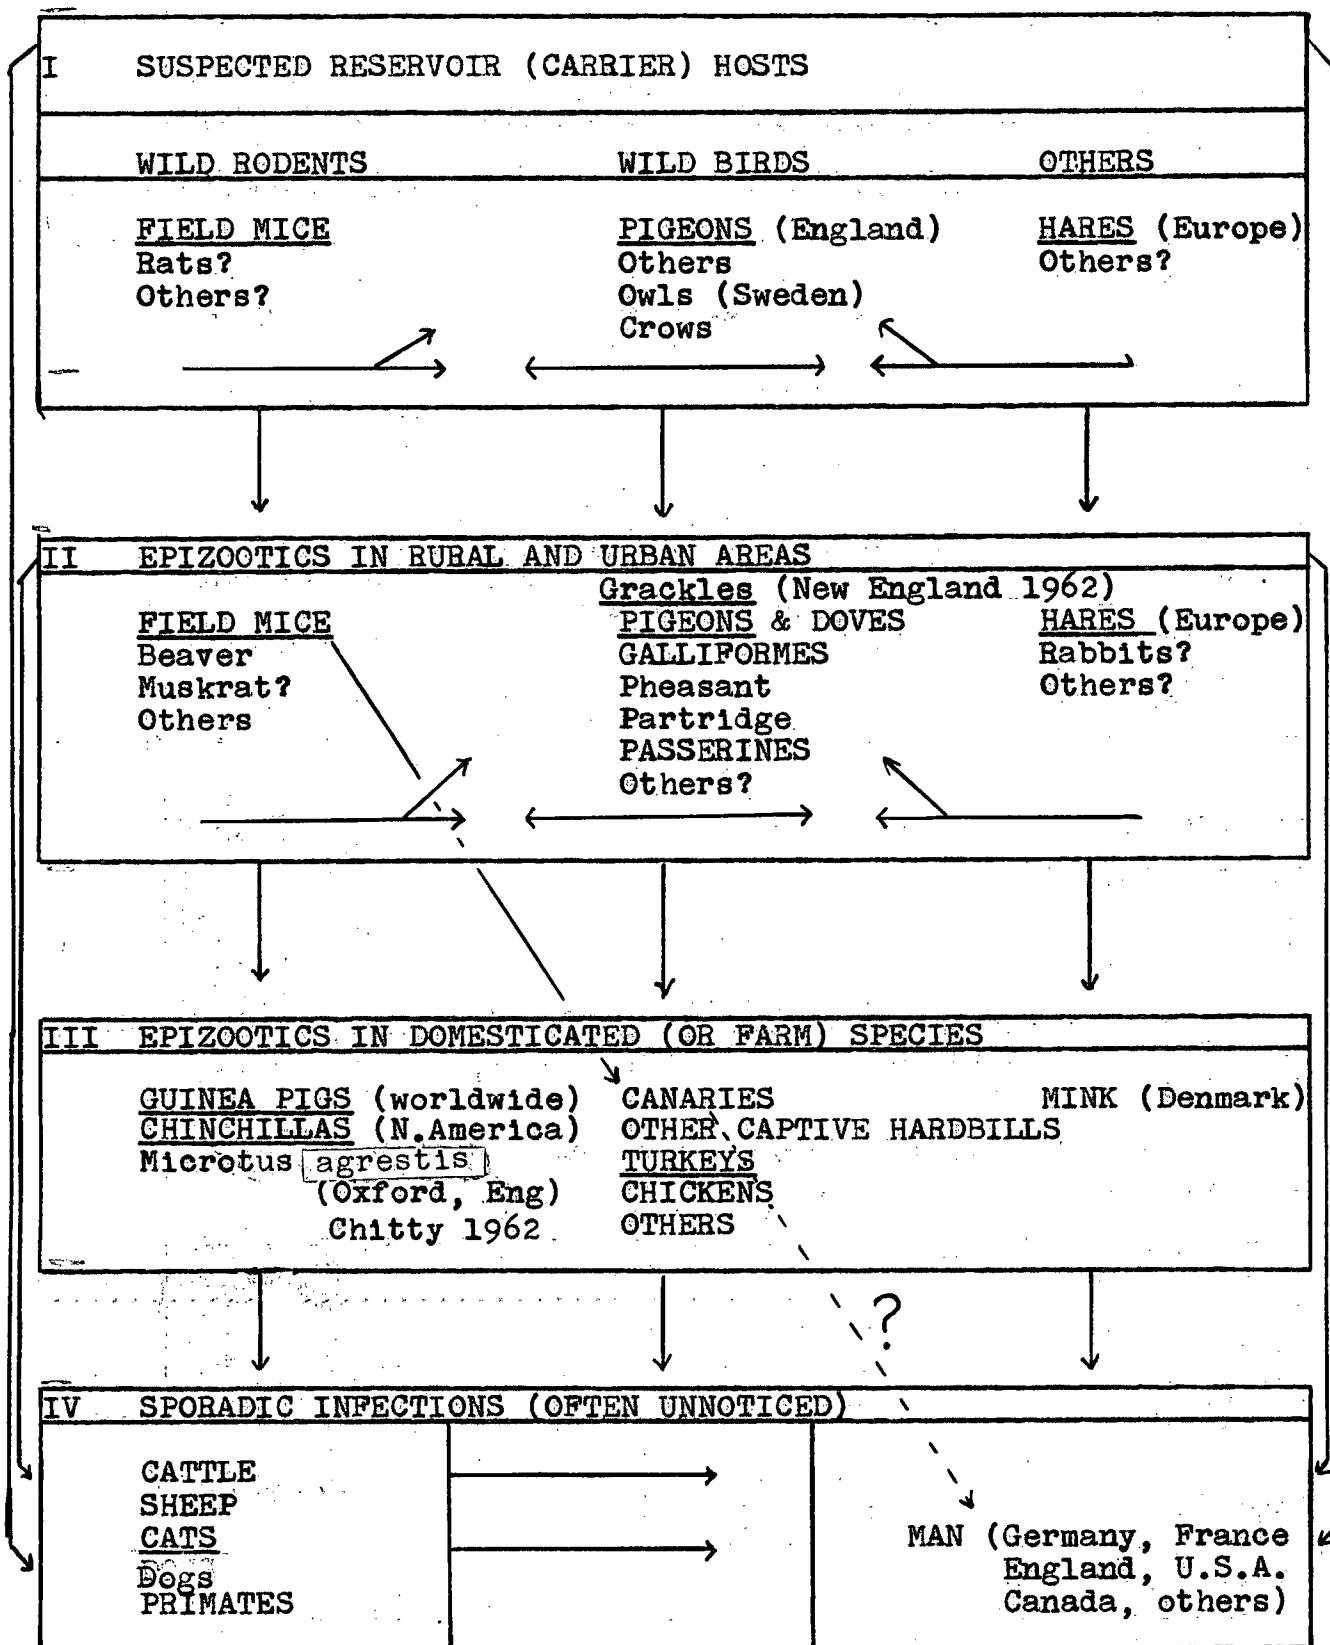 I SUSPECTED RESERVOIR (CARRIER) HOSTS
WILD RODENTS WILD BIRDS OTHERS
FIELD MICE PIGEONS (England) HARES (Europe)
Rats? Others Others?
Others? Owls (Sweden)
Crows
II EPIZOOTICS IN RURAL AND URBAN AREAS
Grackles (New England 1962)
FIELD MICE PIGEONS & DOVES HARES (Europe)
Beaver GALLIFORMES Rabbits?
Muskrat? Pheasant Others?
Others Partridge
PASSERINES
Others?
III EPIZOOTICS IN DOMESTICATED (OR FARM) SPECIES
GUINEA PIGS (worldwide) CANARIES MINK (Denmark)
CHINCHILLAS (N.America) OTHER CAPTIVE HARDBILLS
Microtus agrestis TURKEYS
(Oxford, Eng) CHICKENS
Chitty 1962 OTHERS
?
IV SPORADIC INFECTIONS (OFTEN UNNOTICED)
CATTLE
SHEEP
CATS MAN (Germany, France
Dogs England, U.S.A.
PRIMATES Canada, others)